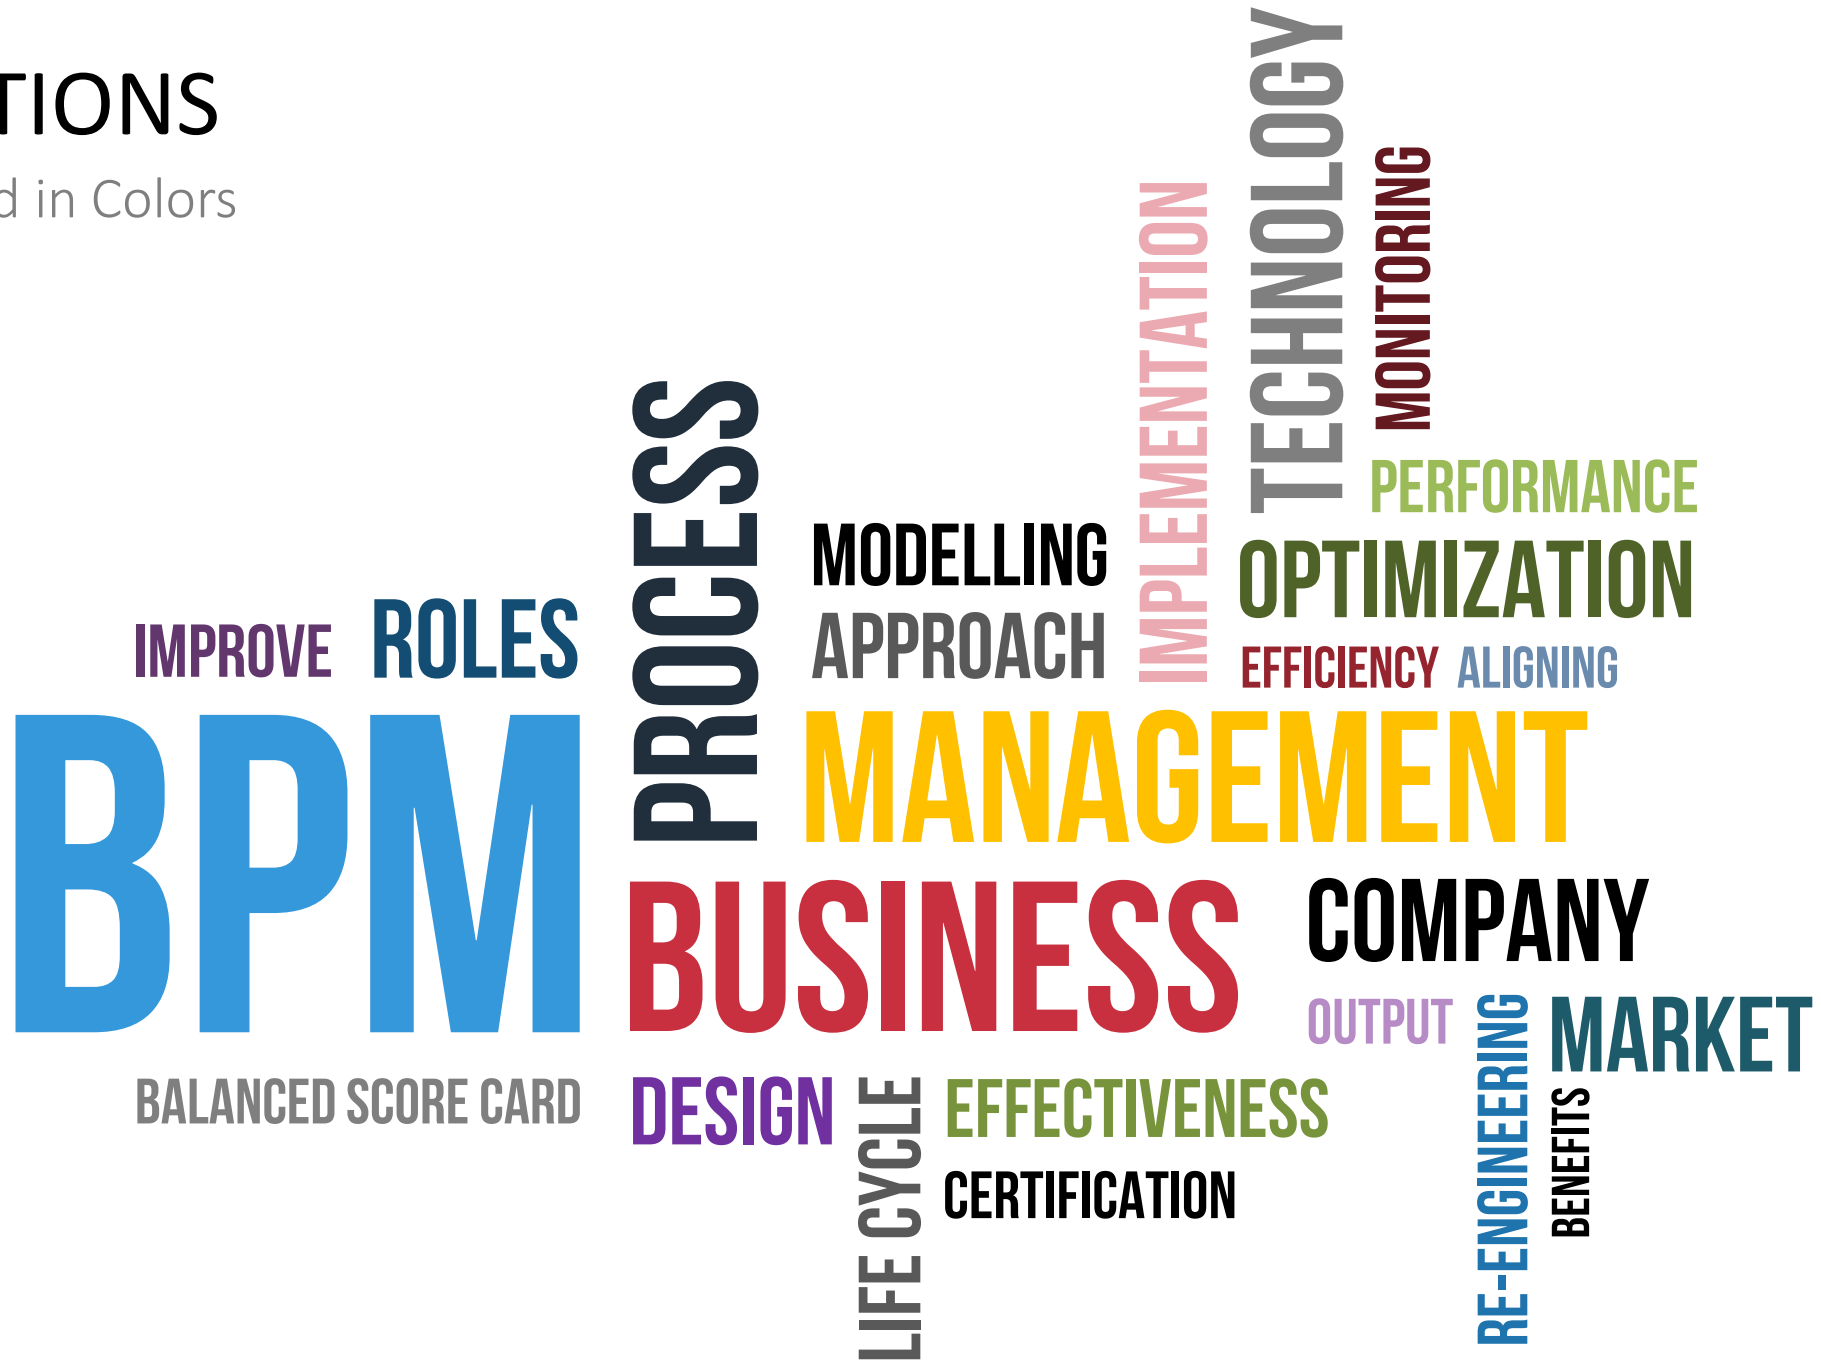 TIONS
d in Colors
TECHNOLOGY
MONITORING
IMPLEMENTATION
PROCESS
PERFORMANCE
MODELLING
OPTIMIZATION
IMPROVE
ROLES
APPROACH
EFFICIENCY
ALIGNING
BPM
MANAGEMENT
BUSINESS
COMPANY
OUTPUT
RE-ENGINEERING
MARKET
BENEFITS
BALANCED SCORE CARD
DESIGN
LIFE CYCLE
EFFECTIVENESS
CERTIFICATION